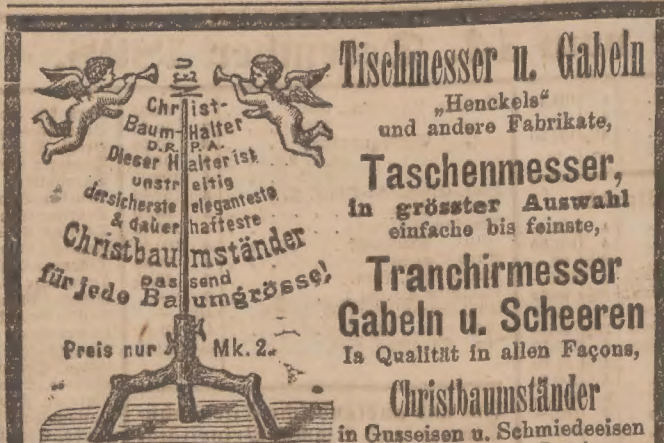 NEU
Christ-
Baum-Halter
D. R. P. A.
Dieser Halter ist
unstreitig
der sicherste eleganteste
& dauerhafteste
Christbaumständer
passend
für jede Baumgrösse!
Preis nur Mk. 2.
Tischmesser u. Gabeln
„Henckels“
und andere Fabrikate,
Taschenmesser,
in grösster Auswahl
einfache bis feinste,
Tranchirmesser
Gabeln u. Scheeren
Ia Qualität in allen Façons,
Christbaumständer
in Gusseisen u. Schmiedeeisen